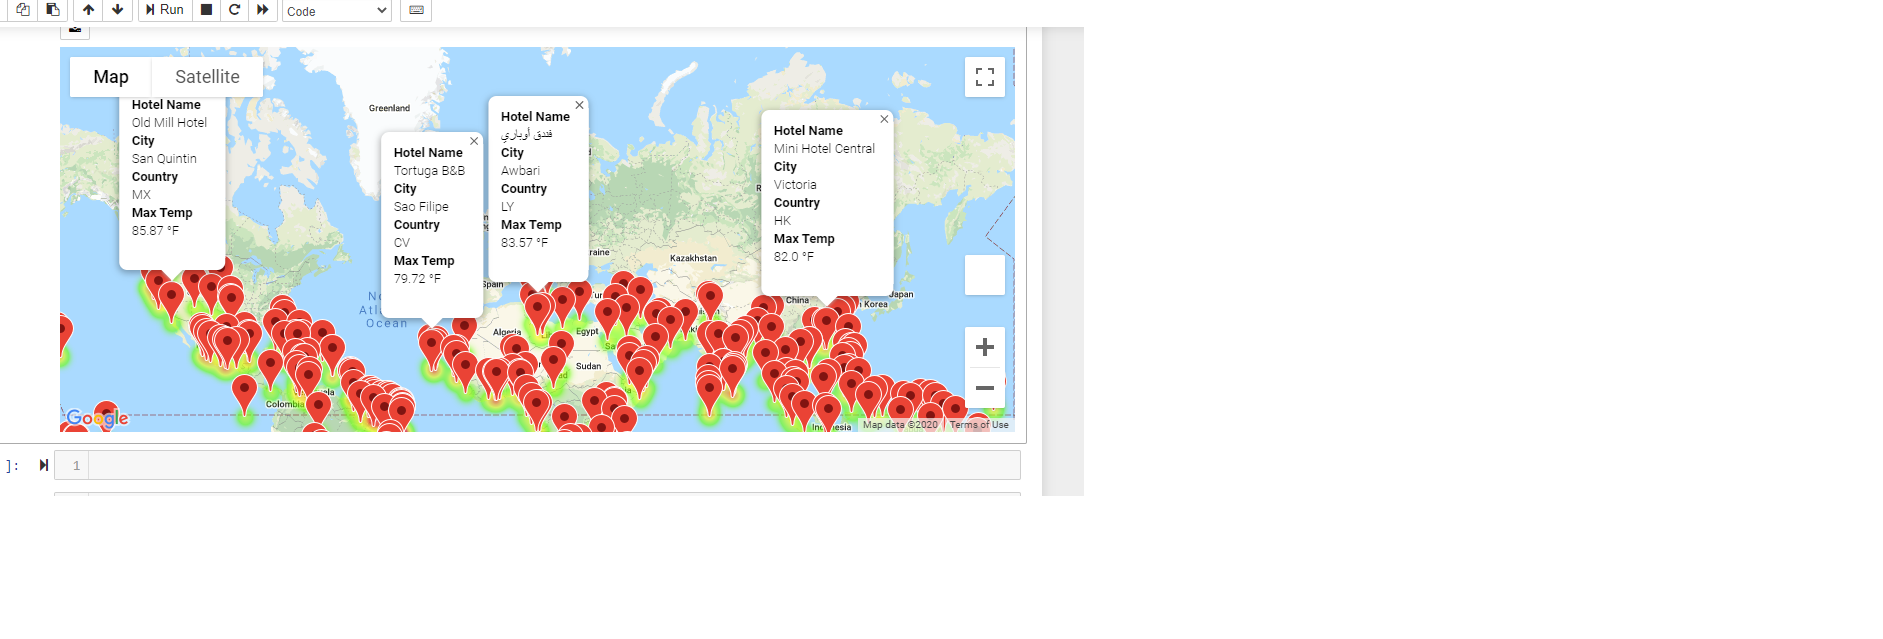 Run
Code
Map
Satellite
Greenland
Hotel Name
Old Mill Hotel
City
San Quintin
Country
MX
Max Temp
85.87 °F
Hotel Name
Tortuga B&B
City
Sao Filipe
Country
CV
Max Temp
79.72 °F
Hotel Name
فندق أوباري
City
Awbari
Country
LY
Max Temp
83.57 °F
Hotel Name
Mini Hotel Central
City
Victoria
Country
HK
Max Temp
82.0 °F
Kazakhstan
China
Japan
Korea
Algeria
Egypt
Sudan
Ocean
Google
Map data ©2020
Terms of Use
]:
1